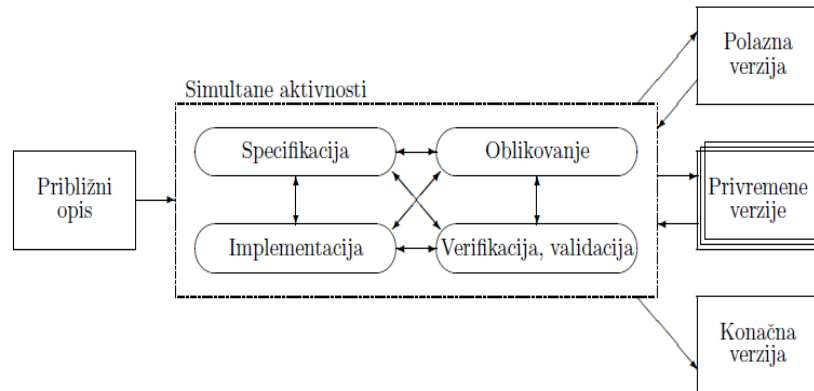 Polazna
verzija
Simultane aktivnosti
Specifikacija
Oblikovanje
Približni
opis
Privremene
verzije
Implementacija
Verifikacija, validacija
Konačna
verzija